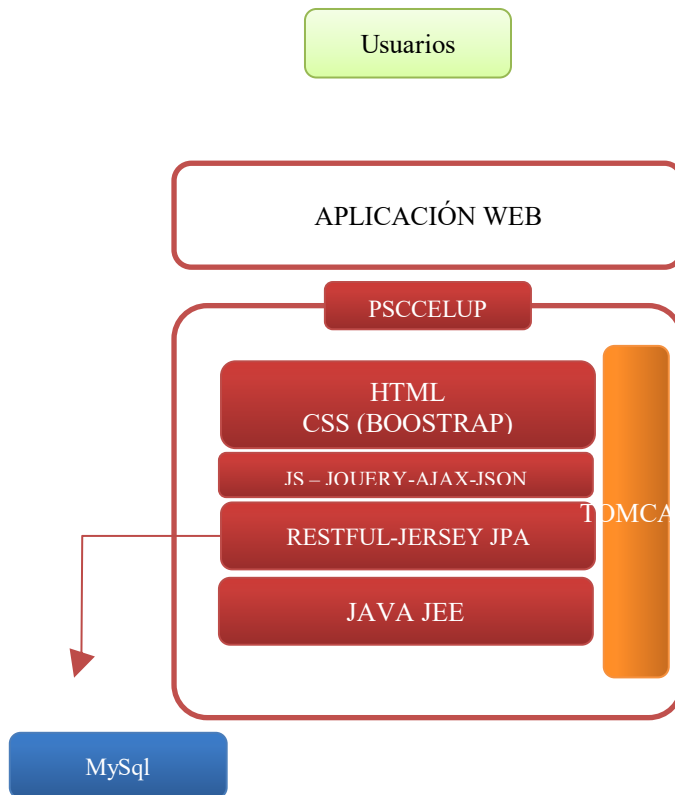 Usuarios
APLICACIÓN WEB
PSCCELUP
HTML
CSS (BOOSTRAP)
JS – JQUERY-AJAX-JSON
TOMCA
RESTFUL-JERSEY JPA
JAVA JEE
MySql